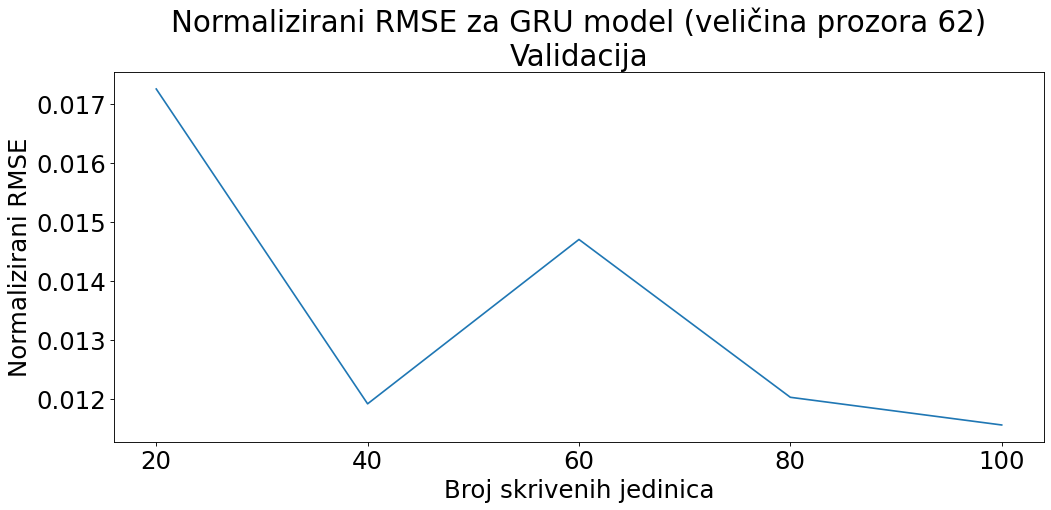 Normalizirani RMSE za GRU model (veličina prozora 62)
Validacija
Normalizirani RMSE
0.017
0.016
0.015
0.014
0.013
0.012
20 40 60 80 100
Broj skrivenih jedinica